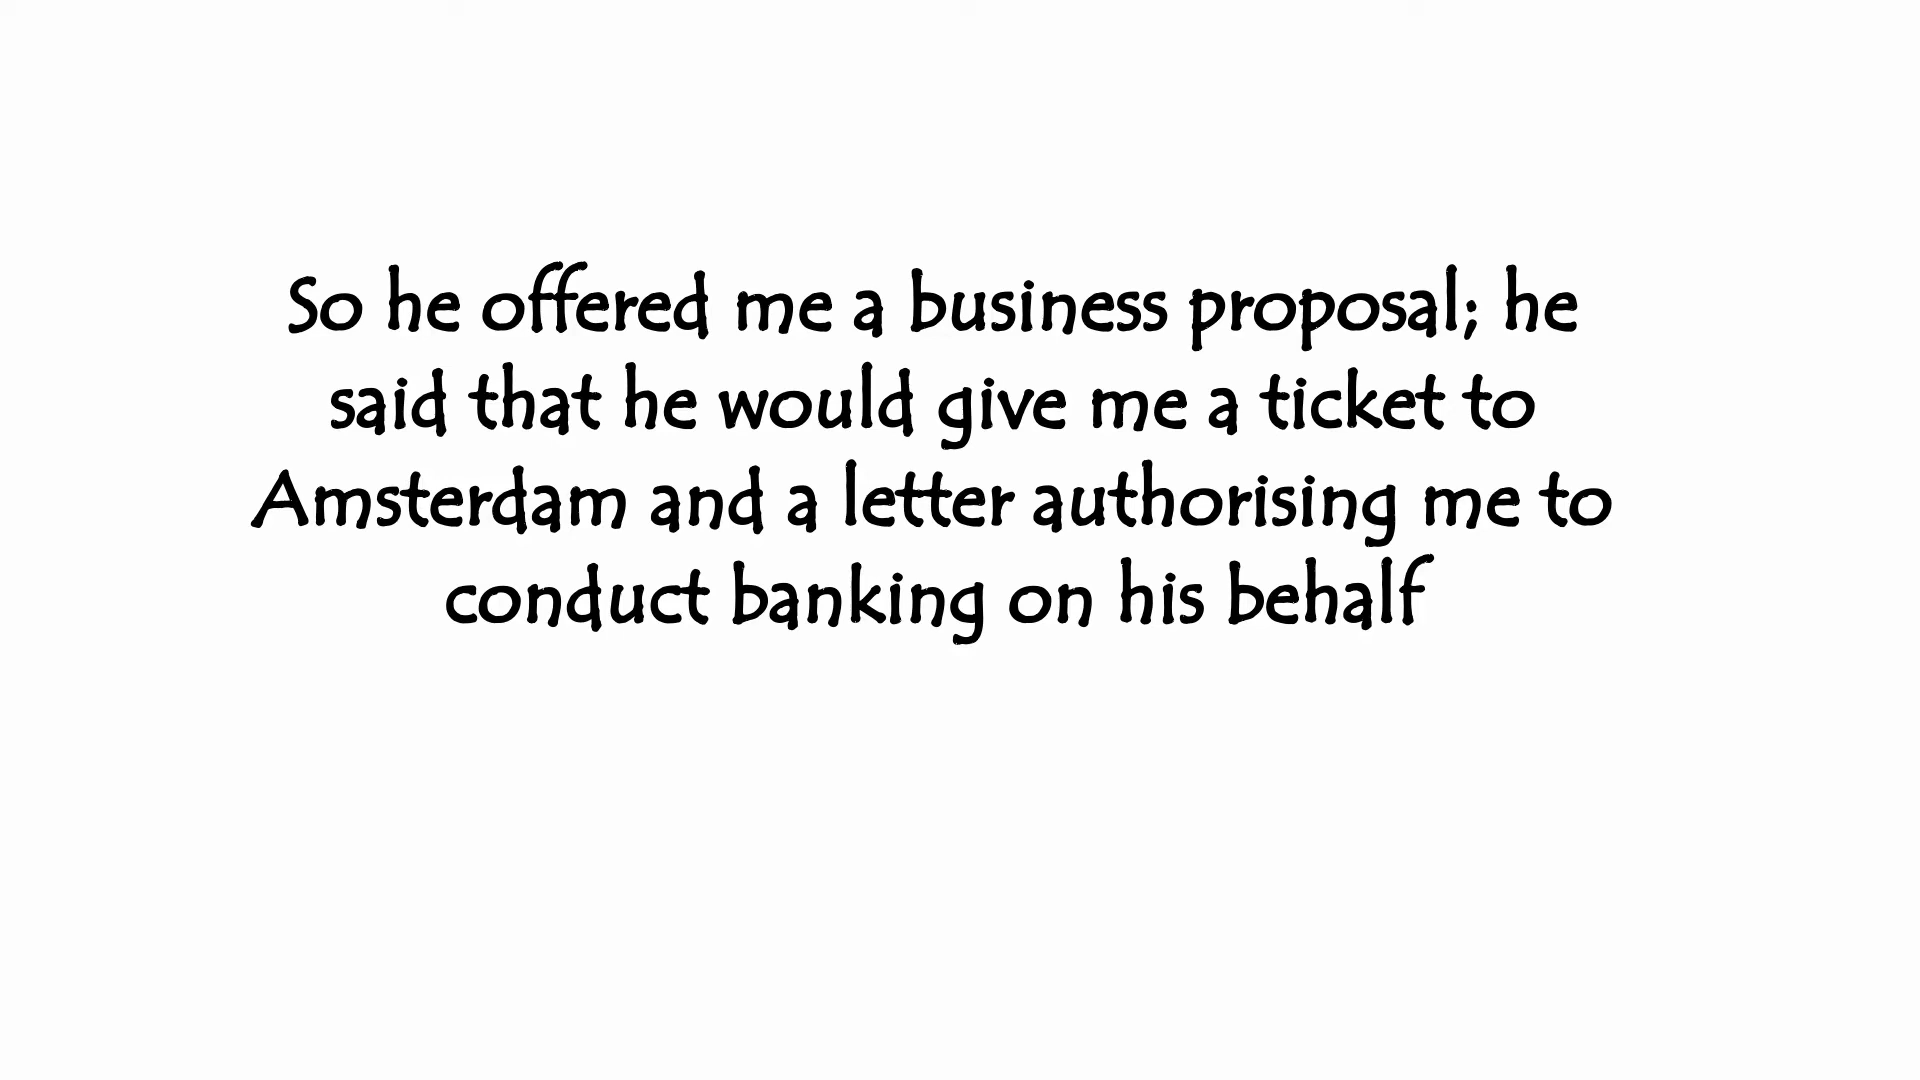 So he offered me a business proposal; he
said that he would give me a ticket to
Amsterdam and a letter authorising me to
conduct banking on his behalf